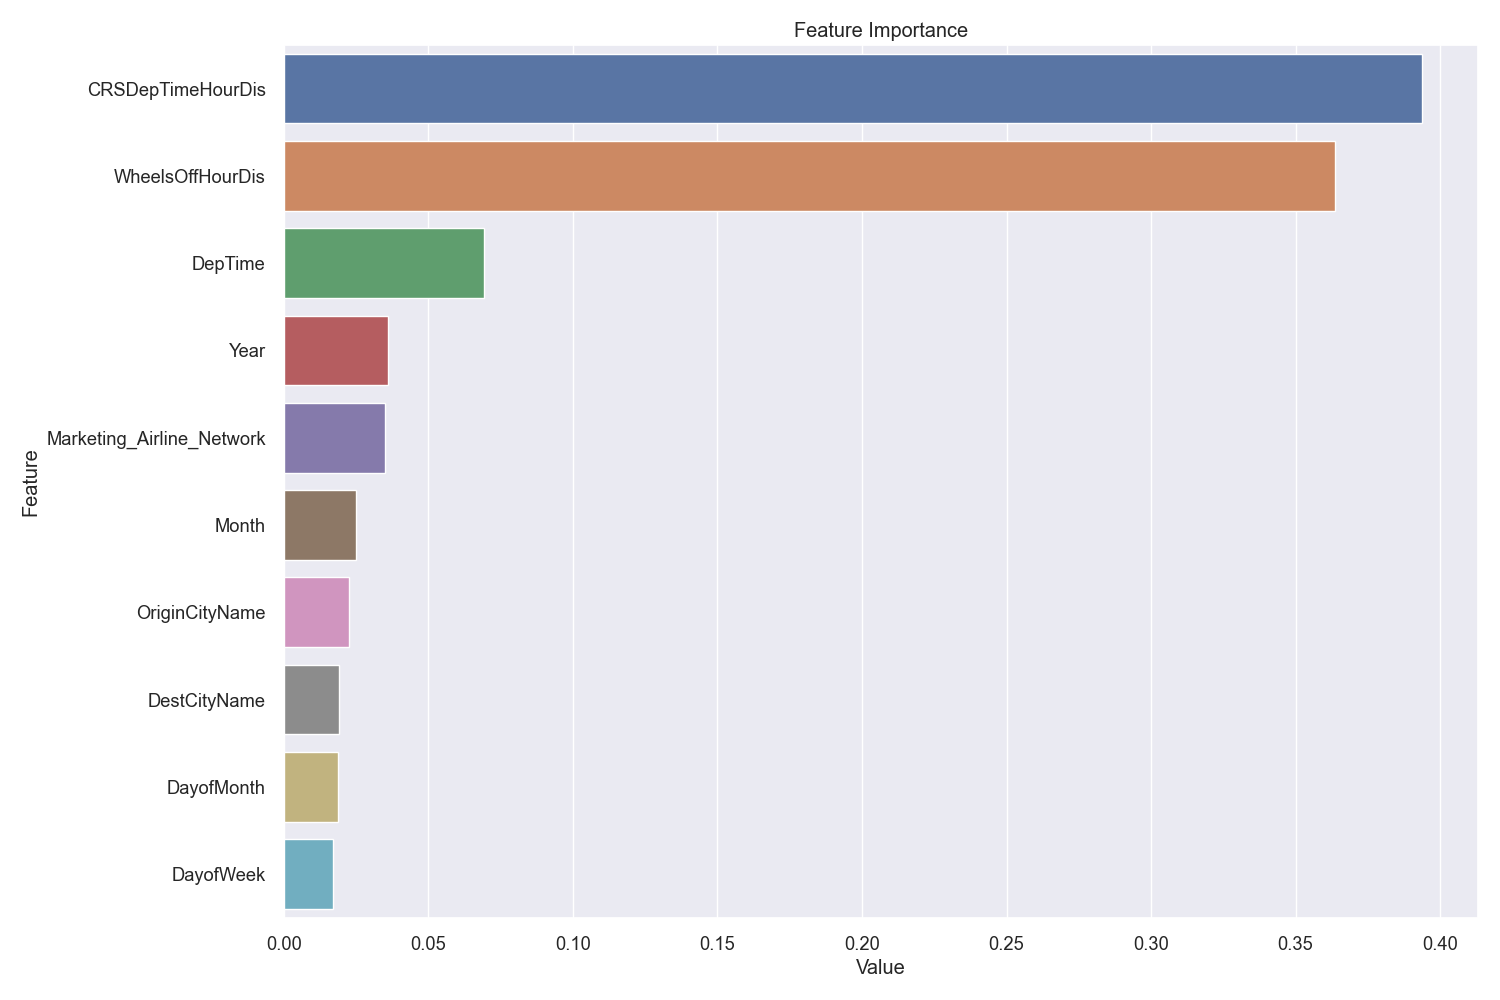 Feature Importance
CRSDepTimeHourDis
WheelsOffHourDis
DepTime
Year
Marketing_Airline_Network
Month
OriginCityName
DestCityName
DayofMonth
DayofWeek
Feature
0.00 0.05 0.10 0.15 0.20 0.25 0.30 0.35 0.40
Value